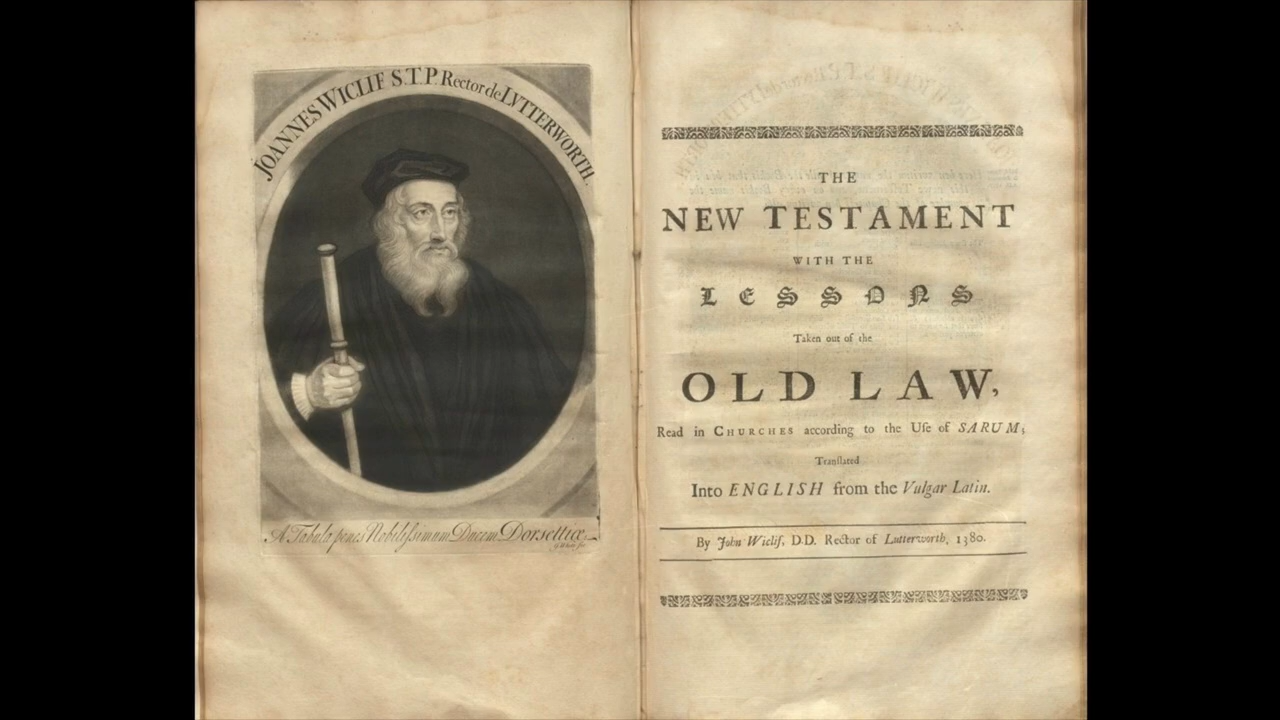 JOANNES WICLIF S.T.P. Rector de LVTTERWORTH.
A Tabula penes Nobilissimum Ducem Dorsettiæ
THE
NEW TESTAMENT
WITH THE
LESSONS
Taken out of the
OLD LAW,
Read in CHURCHES according to the Uſe of SARUM;
Tranſlated
Into ENGLISH from the Vulgar Latin.
By John Wiclif, D.D. Rector of Lutterworth, 1380.